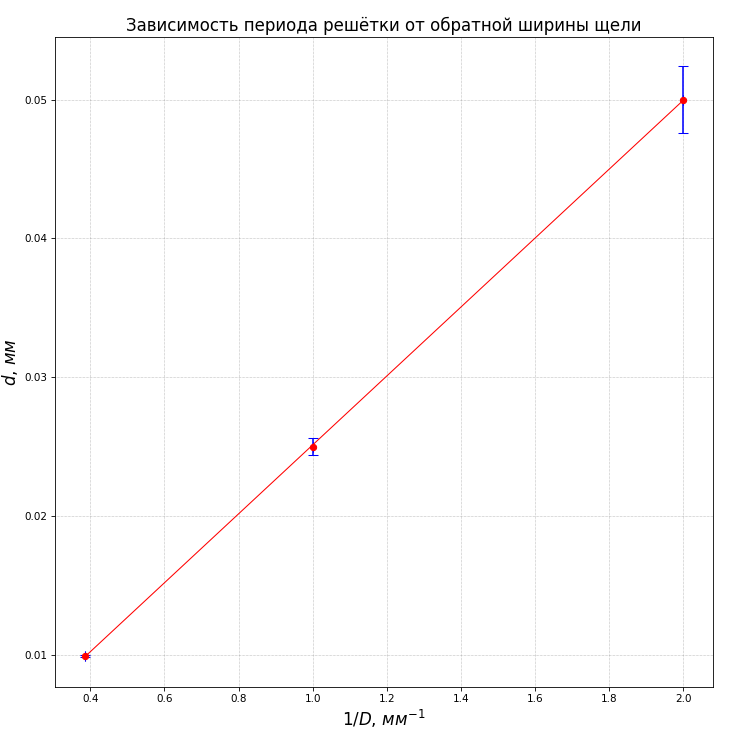 Зависимость периода решётки от обратной ширины щели
0.05
0.04
0.03
0.02
0.01
d, мм
0.4 0.6 0.8 1.0 1.2 1.4 1.6 1.8 2.0
1/D, мм⁻¹